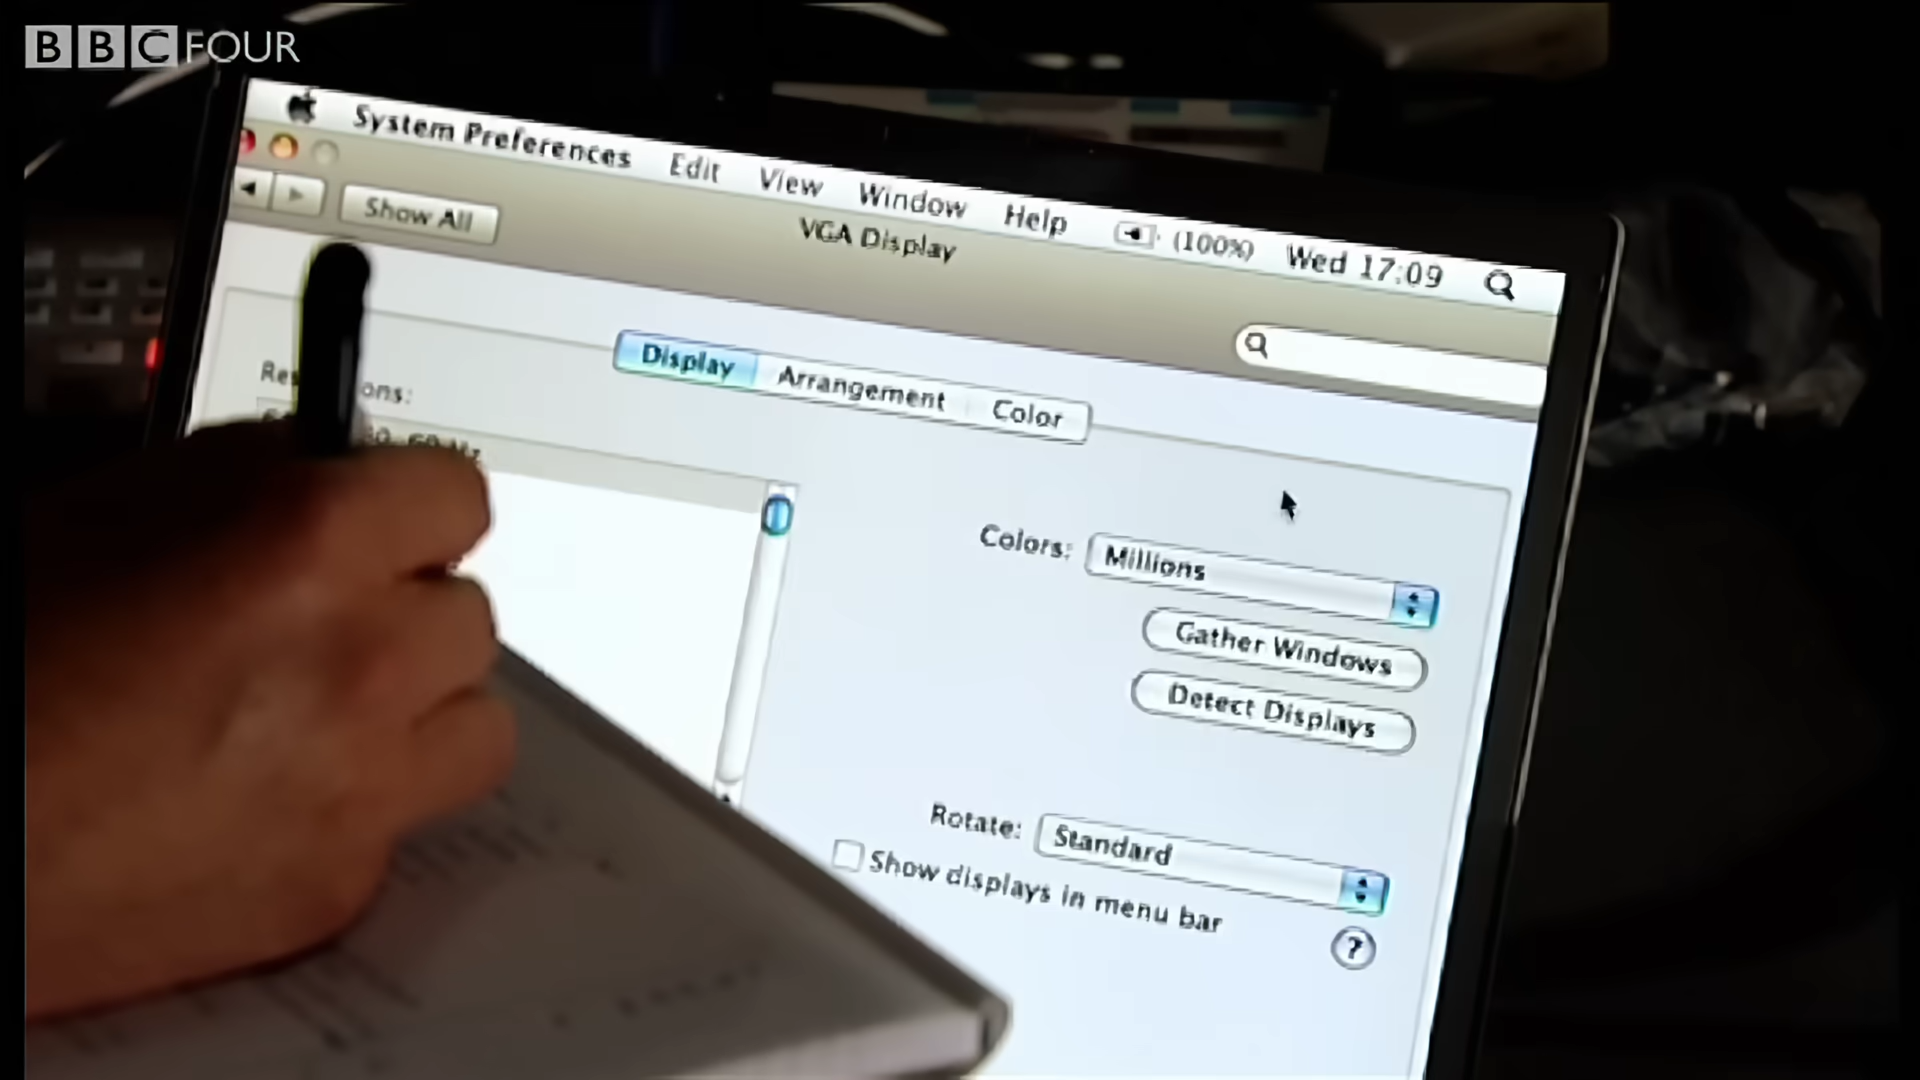 BBC FOUR
System Preferences Edit View Window Help (100%) Wed 17:09
Show All
VGA Display
Display Arrangement Color
Colors: Millions
Gather Windows
Detect Displays
Rotate: Standard
Show displays in menu bar
?